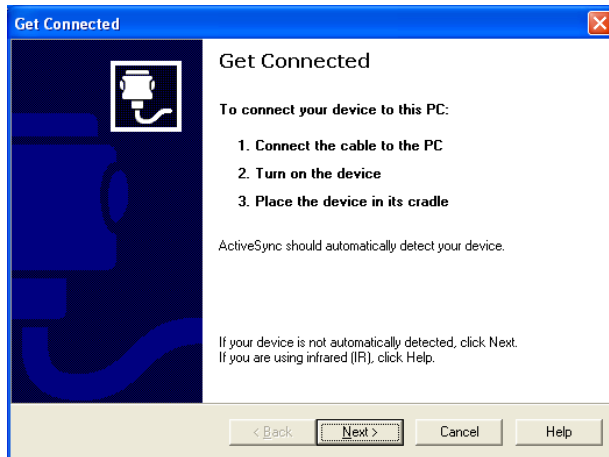 Get Connected
Get Connected
To connect your device to this PC:
1. Connect the cable to the PC
2. Turn on the device
3. Place the device in its cradle
ActiveSync should automatically detect your device.
If your device is not automatically detected, click Next.
If you are using infrared (IR), click Help.
< Back Next > Cancel Help